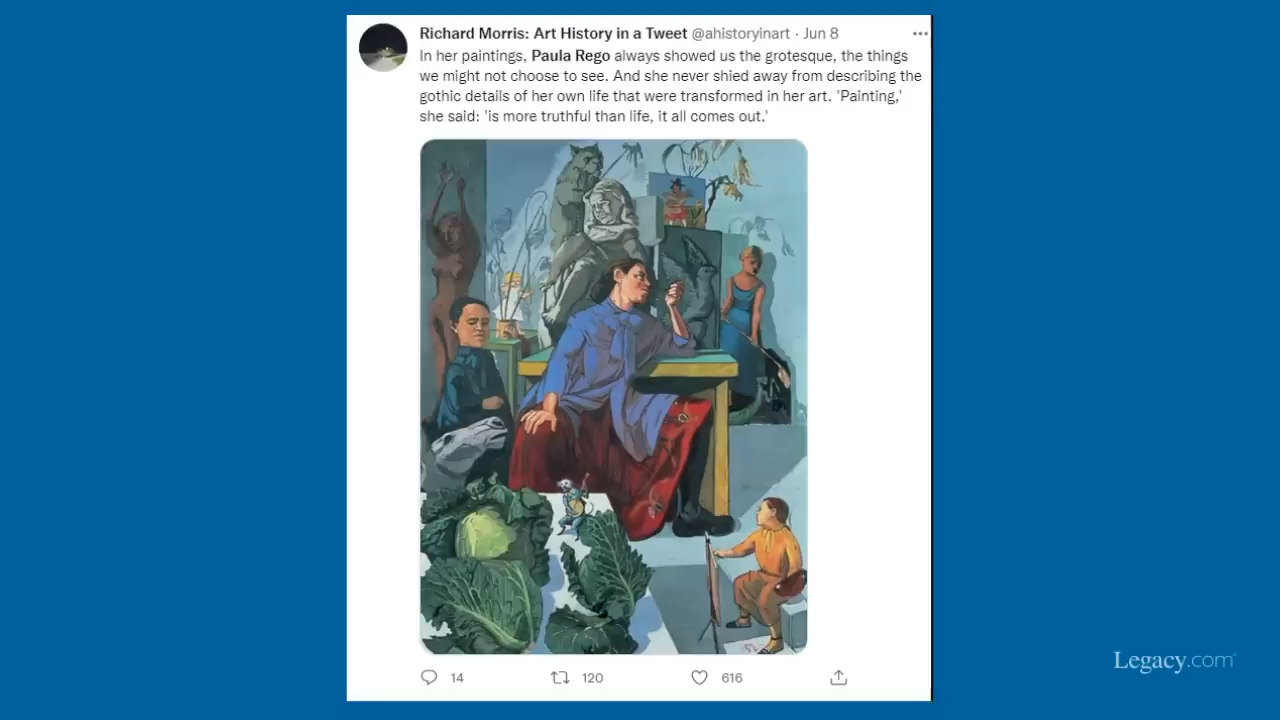 Richard Morris: Art History in a Tweet @ahistoryinart · Jun 8
In her paintings, Paula Rego always showed us the grotesque, the things
we might not choose to see. And she never shied away from describing the
gothic details of her own life that were transformed in her art. 'Painting,'
she said: 'is more truthful than life, it all comes out.'
14 120 616
Legacy.com